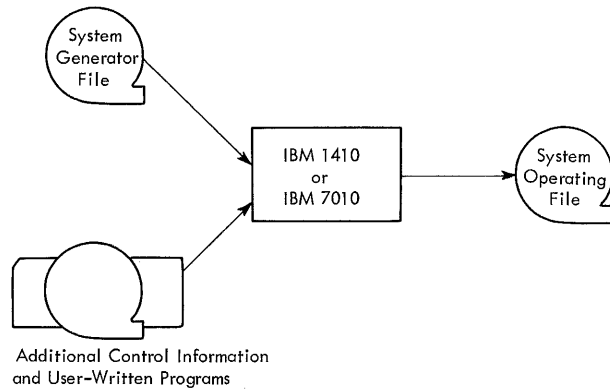 System
Generator
File
IBM 1410
or
IBM 7010
System
Operating
File
Additional Control Information
and User-Written Programs